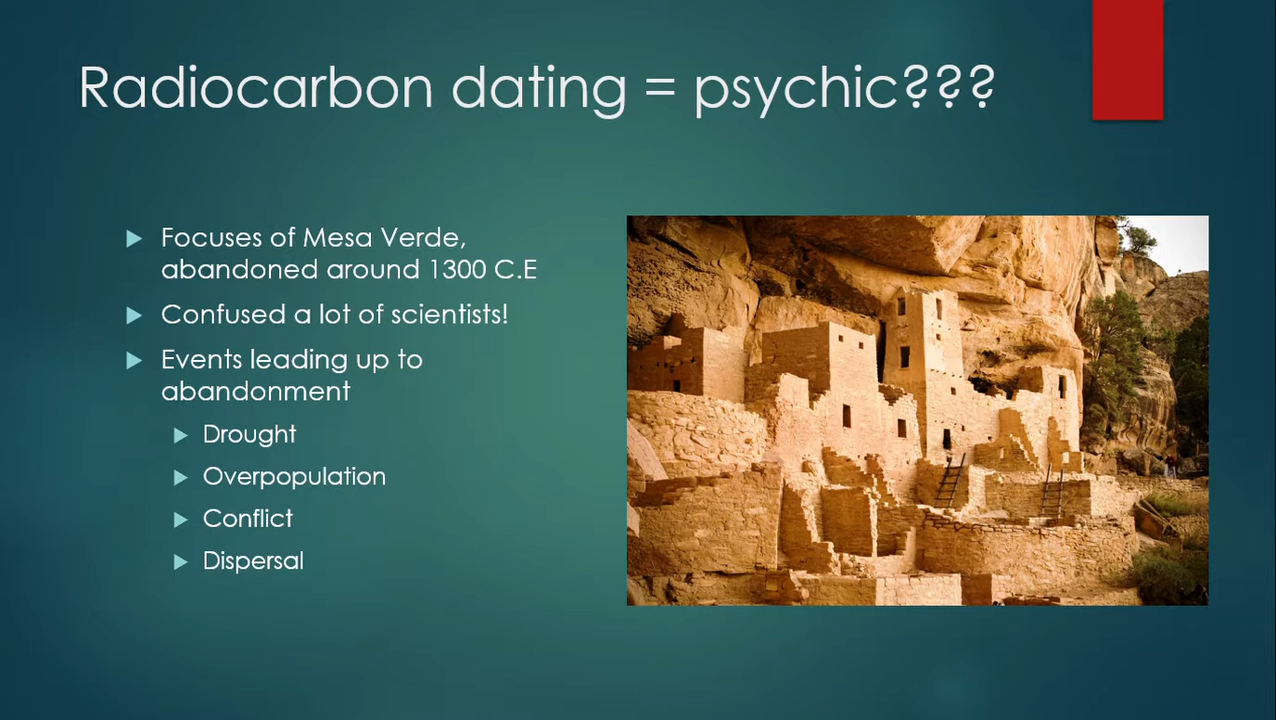 Radiocarbon dating = psychic???
Focuses of Mesa Verde,
abandoned around 1300 C.E
Confused a lot of scientists!
Events leading up to
abandonment
Drought
Overpopulation
Conflict
Dispersal